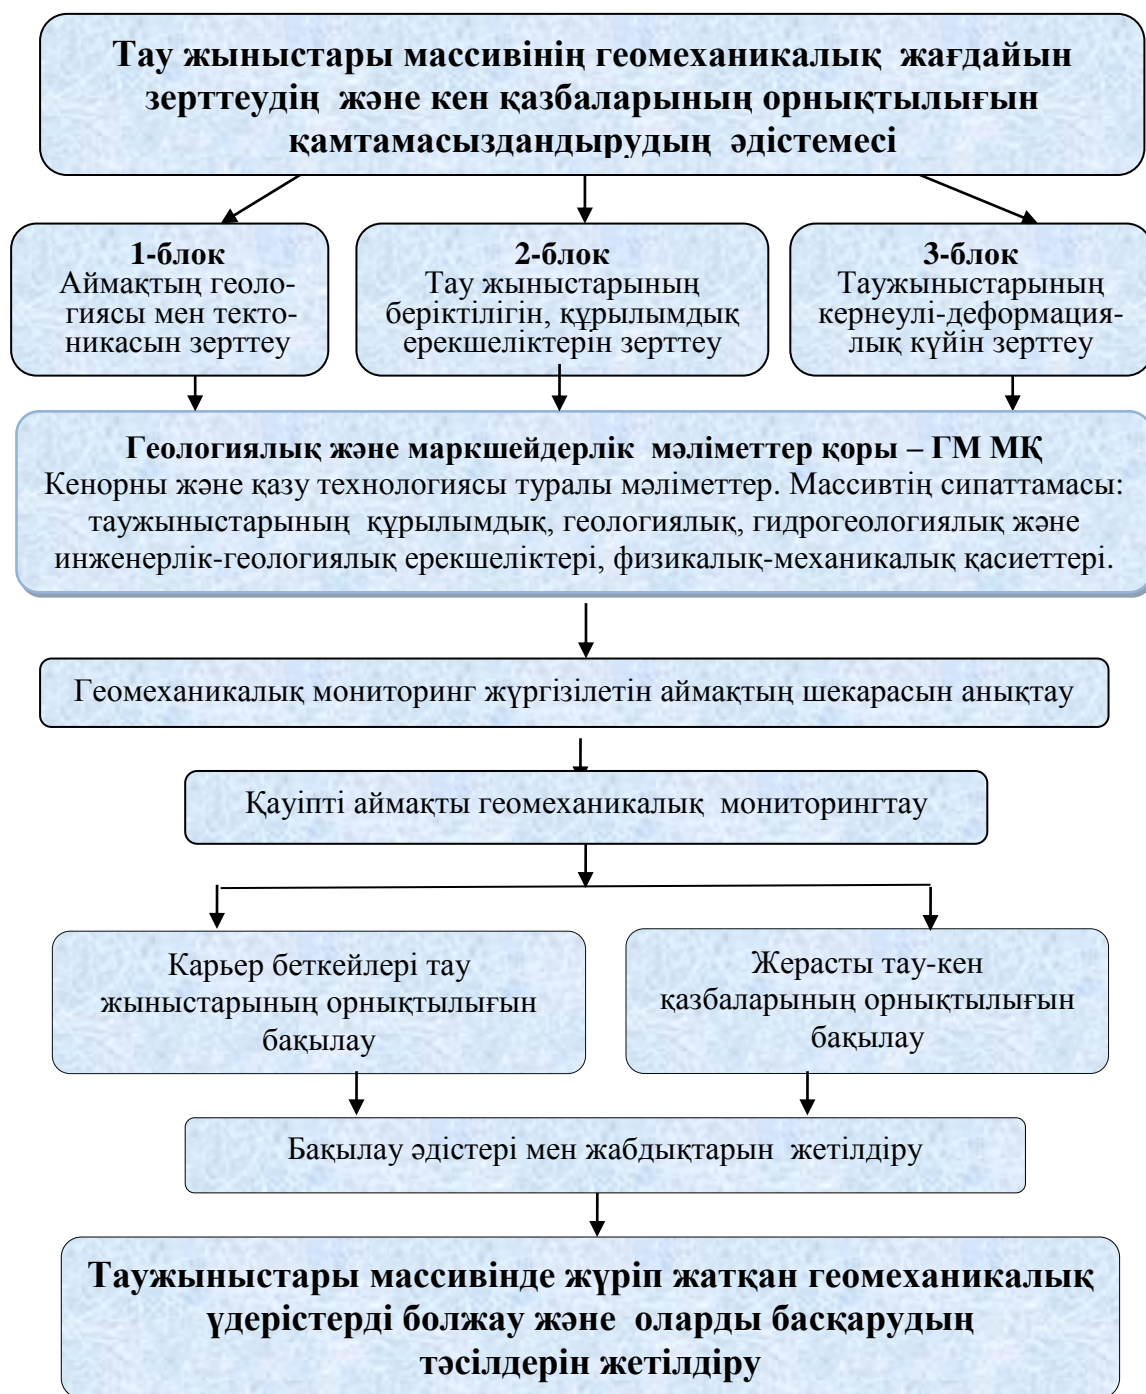 Тау жыныстары массивінің геомеханикалық жағдайын
зерттеудің және кен қазбаларының орнықтылығын
қамтамасыздандырудың әдістемесі
1-блок
Аймақтың геоло-
гиясы мен текто-
никасын зерттеу
2-блок
Тау жыныстарының
беріктілігін, құрылымдық
ерекшеліктерін зерттеу
3-блок
Таужыныстарының
кернеулі-деформация-
лық күйін зерттеу
Геологиялық және маркшейдерлік мәліметтер қоры – ГМ МҚ
Кенорны және қазу технологиясы туралы мәліметтер. Массивтің сипаттамасы:
таужыныстарының құрылымдық, геологиялық, гидрогеологиялық және
инженерлік-геологиялық ерекшеліктері, физикалық-механикалық қасиеттері.
Геомеханикалық мониторинг жүргізілетін аймақтың шекарасын анықтау
Қауіпті аймақты геомеханикалық мониторингтау
Карьер беткейлері тау
жыныстарының орнықтылығын
бақылау
Жерасты тау-кен
қазбаларының орнықтылығын
бақылау
Бақылау әдістері мен жабдықтарын жетілдіру
Таужыныстары массивінде жүріп жатқан геомеханикалық
үдерістерді болжау және оларды басқарудың
тәсілдерін жетілдіру